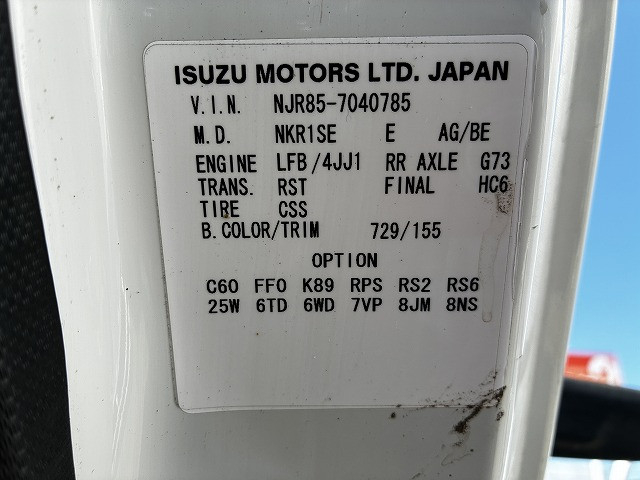 ISUZU MOTORS LTD. JAPAN
V.I.N. NJR85-7040785
M.D. NKR1SE E AG/BE
ENGINE LFB/4JJ1 RR AXLE G73
TRANS. RST FINAL HC6
TIRE CSS
B.COLOR/TRIM 729/155
OPTION
C60 FF0 K89 RPS RS2 RS6
25W 6TD 6WD 7VP 8JM 8NS